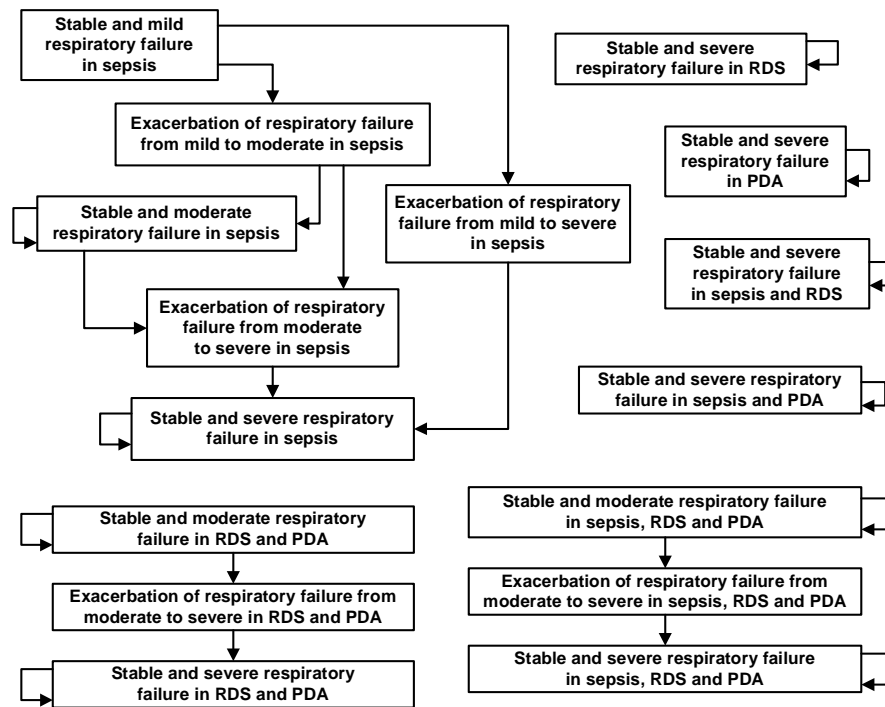 Stable and mild
respiratory failure
in sepsis
Exacerbation of respiratory failure
from mild to moderate in sepsis
Stable and moderate
respiratory failure in sepsis
Exacerbation of respiratory
failure from mild to severe
in sepsis
Exacerbation of respiratory
failure from moderate
to severe in sepsis
Stable and severe respiratory
failure in sepsis
Stable and severe
respiratory failure in RDS
Stable and severe
respiratory failure
in PDA
Stable and severe
respiratory failure
in sepsis and RDS
Stable and severe respiratory
failure in sepsis and PDA
Stable and moderate respiratory
failure in RDS and PDA
Exacerbation of respiratory failure from
moderate to severe in RDS and PDA
Stable and severe respiratory
failure in RDS and PDA
Stable and moderate respiratory failure
in sepsis, RDS and PDA
Exacerbation of respiratory failure from
moderate to severe in sepsis, RDS and PDA
Stable and severe respiratory failure
in sepsis, RDS and PDA